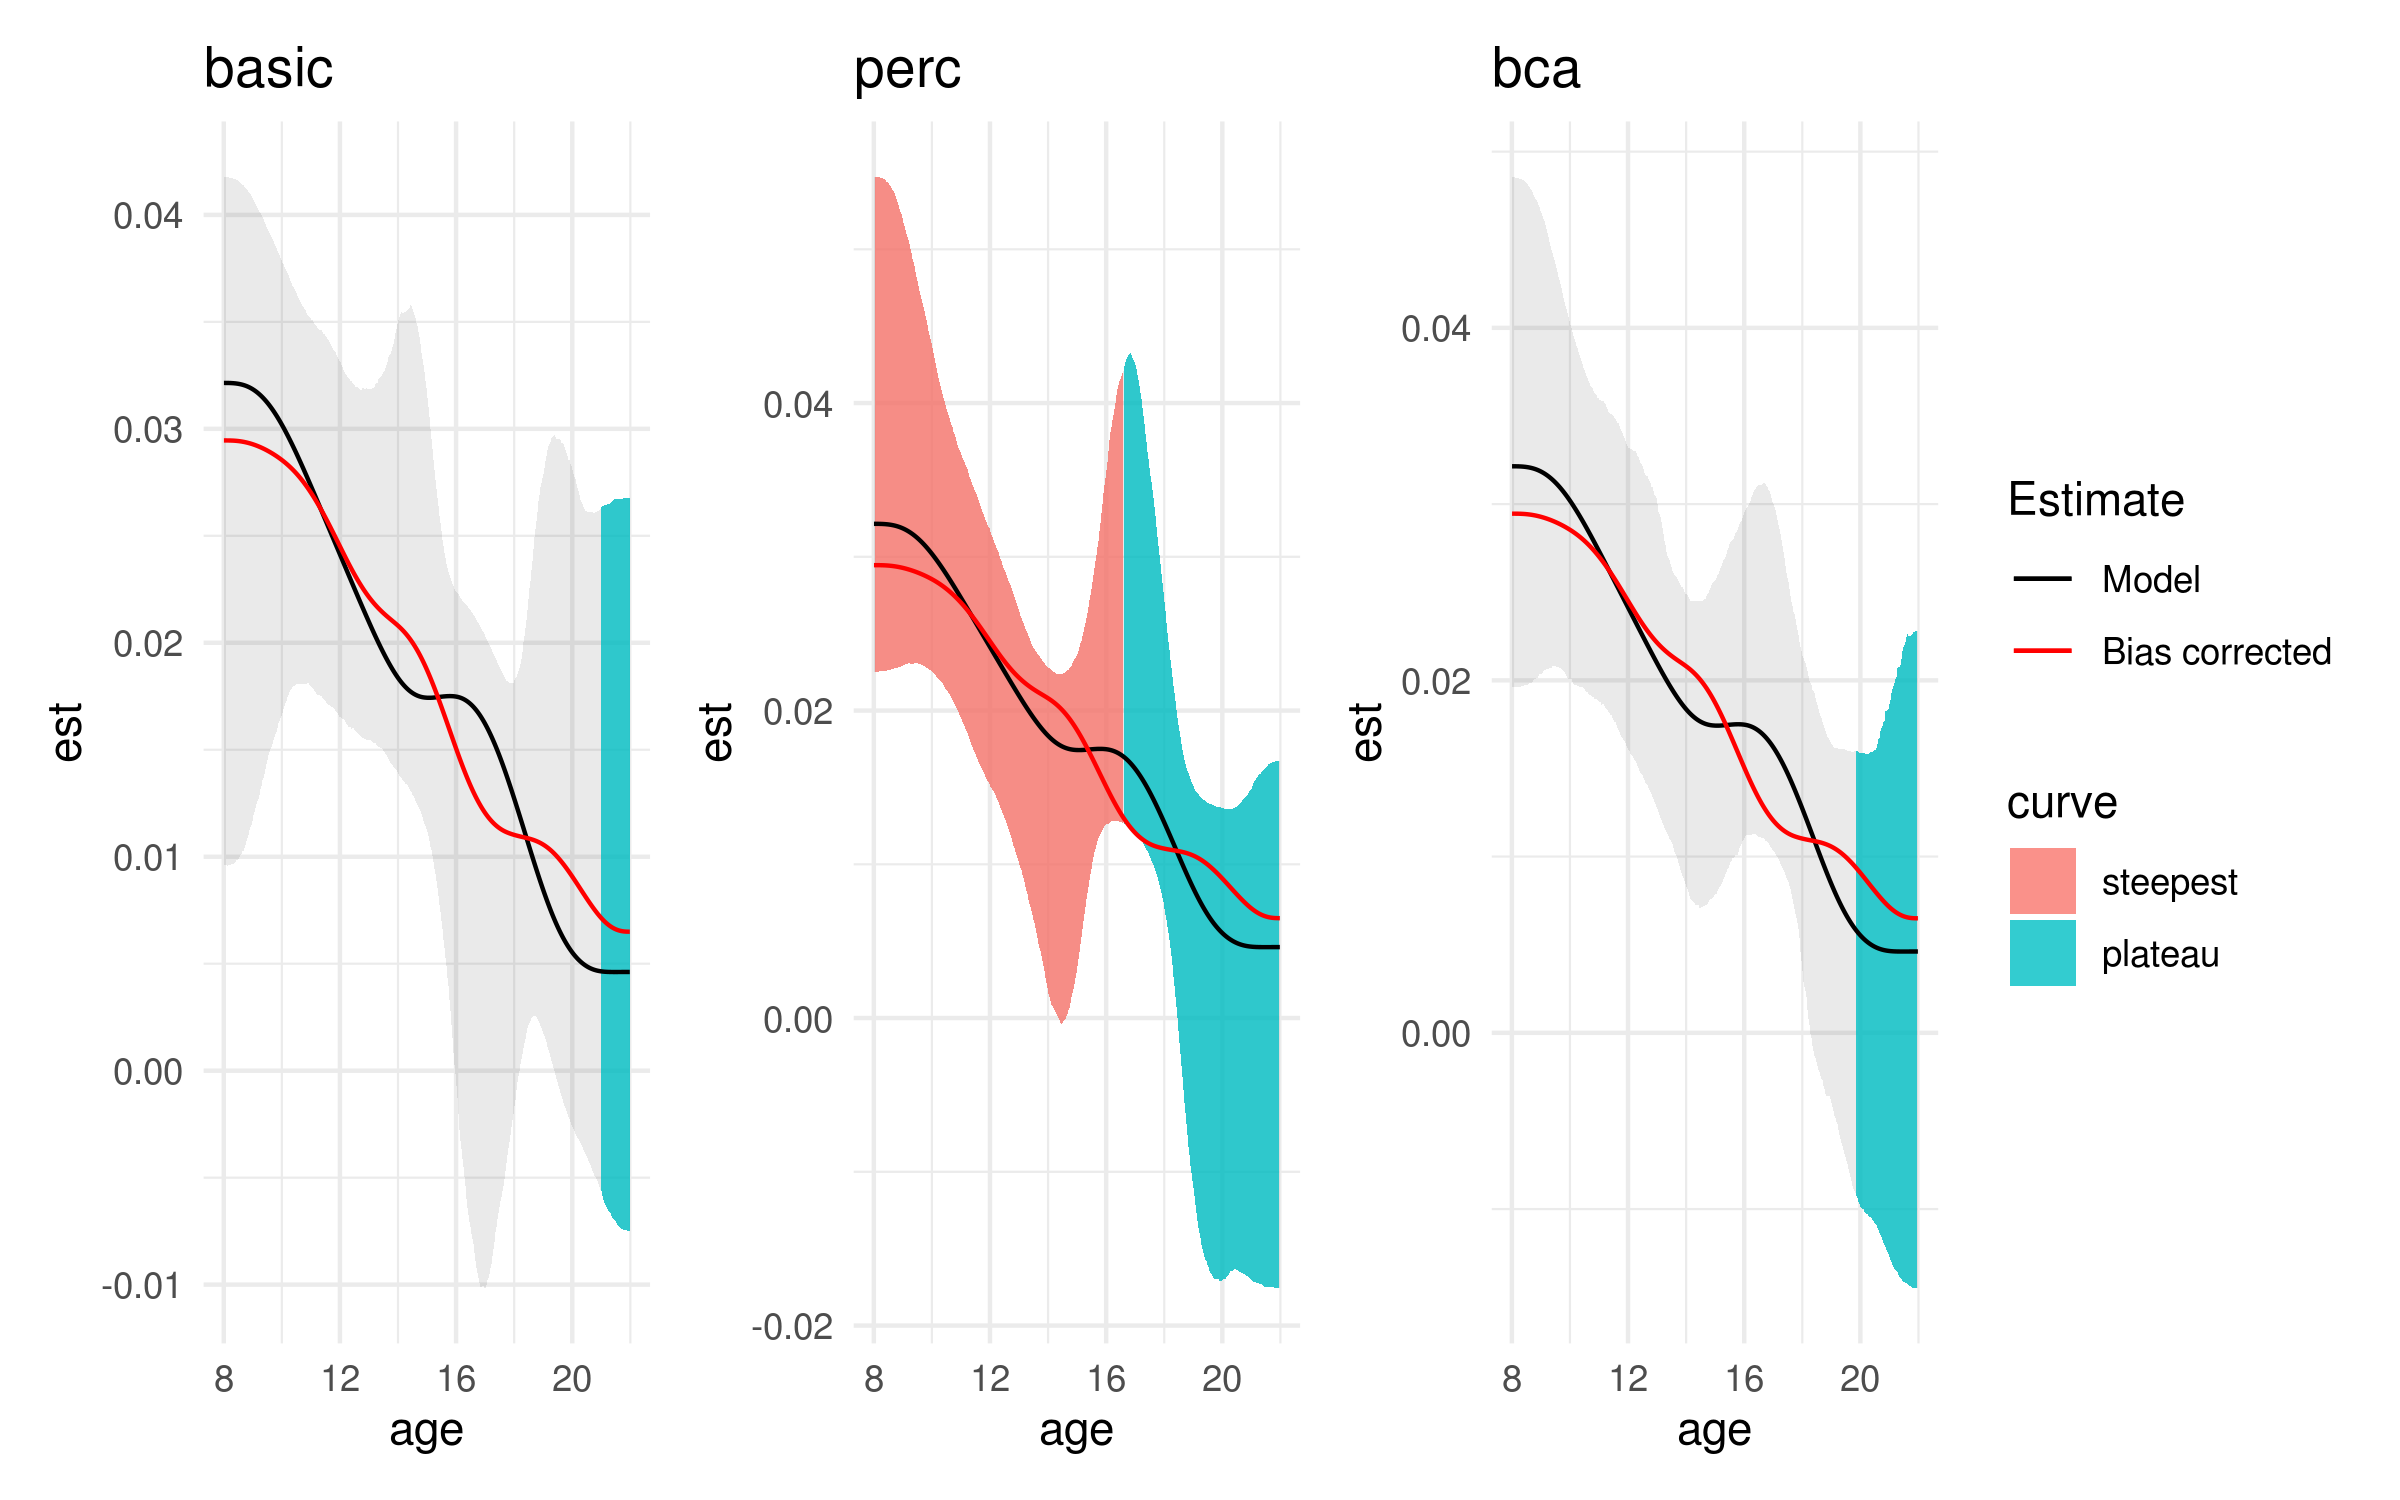 basic
est
0.04
0.03
0.02
0.01
0.00
-0.01
8 12 16 20
age
perc
est
0.04
0.02
0.00
-0.02
8 12 16 20
age
bca
est
0.04
0.02
0.00
8 12 16 20
age
Estimate
Model
Bias corrected
curve
steepest
plateau